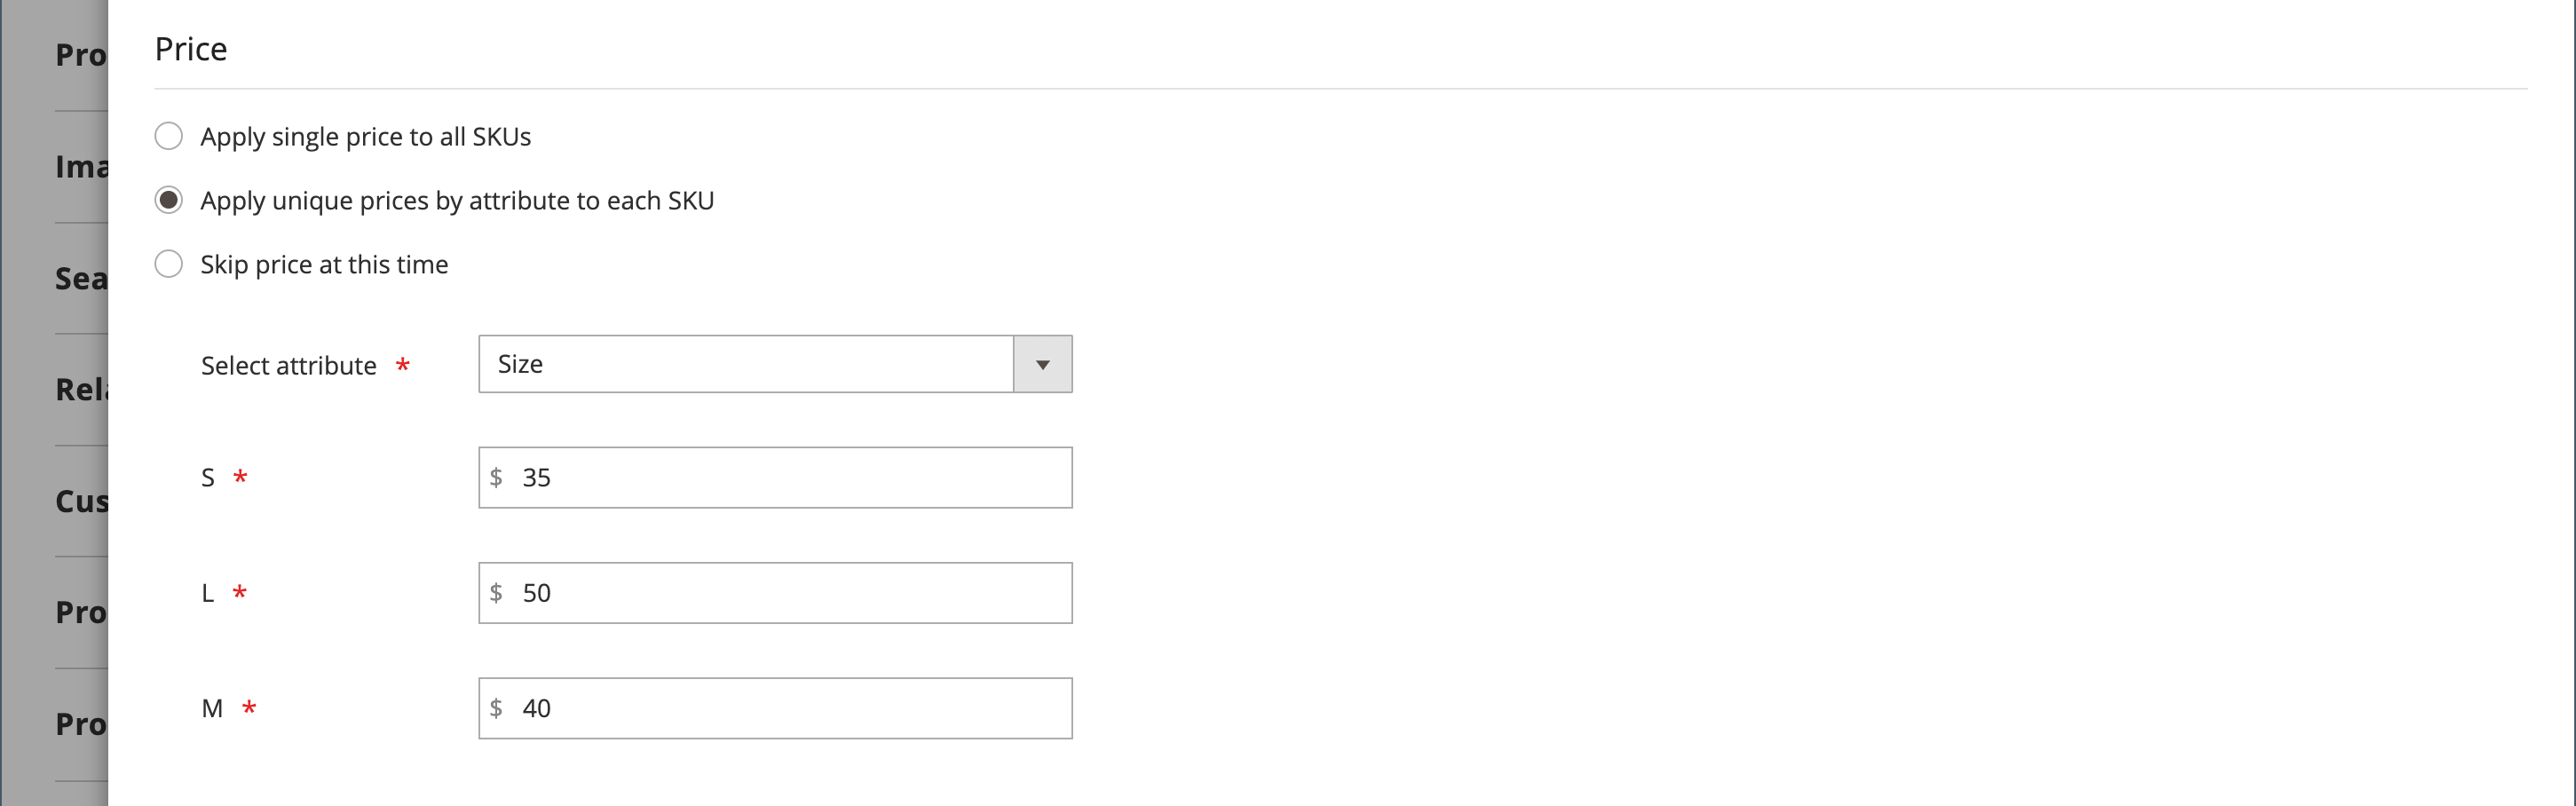 Price
Apply single price to all SKUs
Apply unique prices by attribute to each SKU
Skip price at this time
Select attribute *
Size
S *
$ 35
L *
$ 50
M *
$ 40
Pro
Ima
Sea
Rel
Cus
Pro
Pro